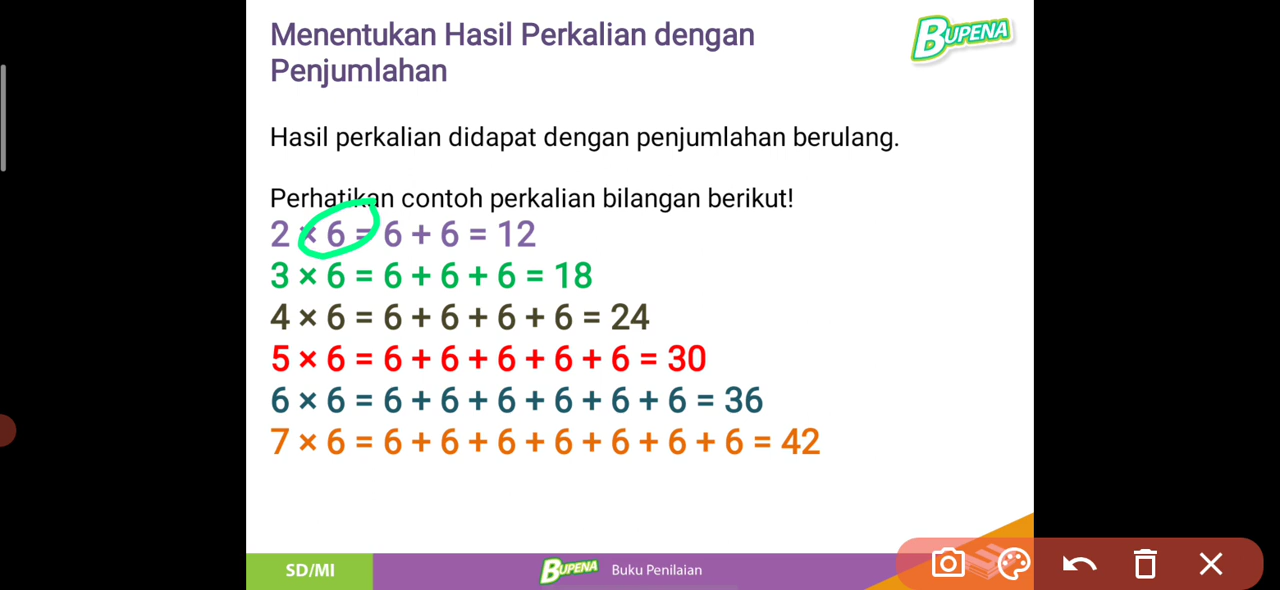 Menentukan Hasil Perkalian dengan
Penjumlahan
BUPENA
Hasil perkalian didapat dengan penjumlahan berulang.
Perhatikan contoh perkalian bilangan berikut!
2 × 6 = 6 + 6 = 12
3 × 6 = 6 + 6 + 6 = 18
4 × 6 = 6 + 6 + 6 + 6 = 24
5 × 6 = 6 + 6 + 6 + 6 + 6 = 30
6 × 6 = 6 + 6 + 6 + 6 + 6 + 6 = 36
7 × 6 = 6 + 6 + 6 + 6 + 6 + 6 + 6 = 42
SD/MI
BUPENA Buku Penilaian